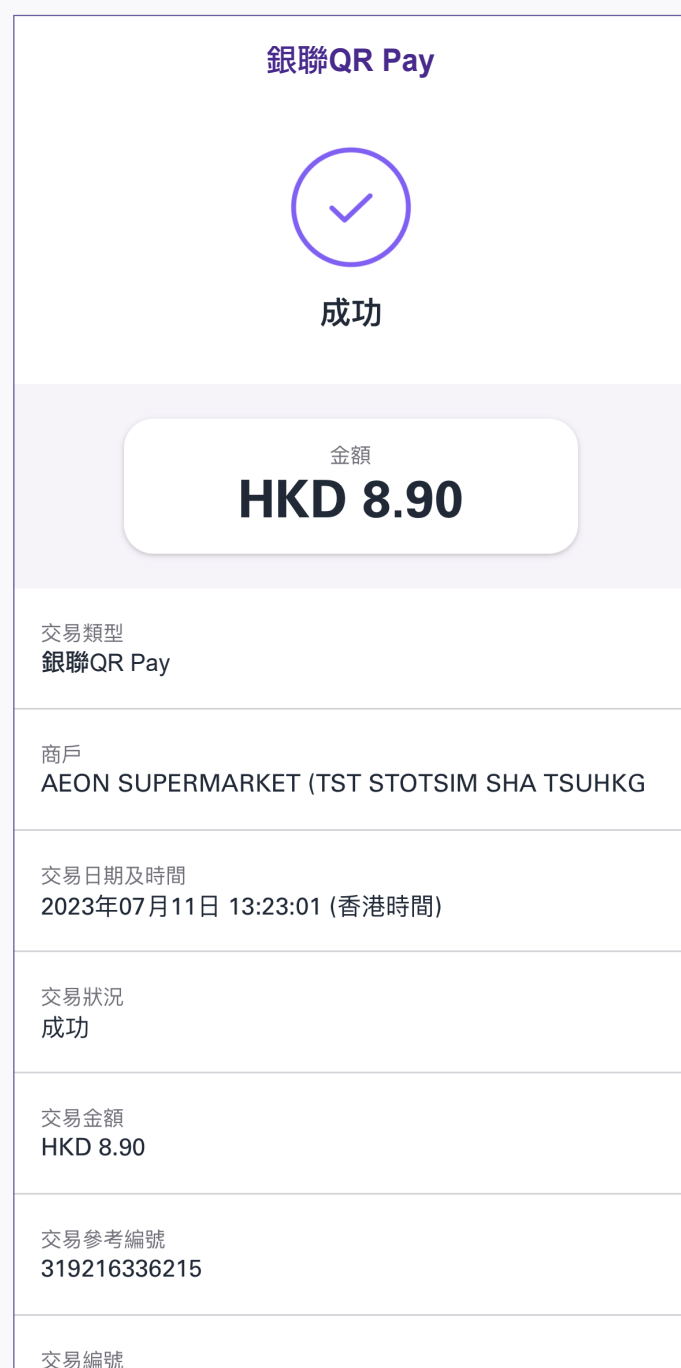 銀聯QR Pay
成功
金額
HKD 8.90
交易類型
銀聯QR Pay
商戶
AEON SUPERMARKET (TST STOTSIM SHA TSUHKG
交易日期及時間
2023年07月11日 13:23:01 (香港時間)
交易狀況
成功
交易金額
HKD 8.90
交易參考編號
319216336215
交易編號